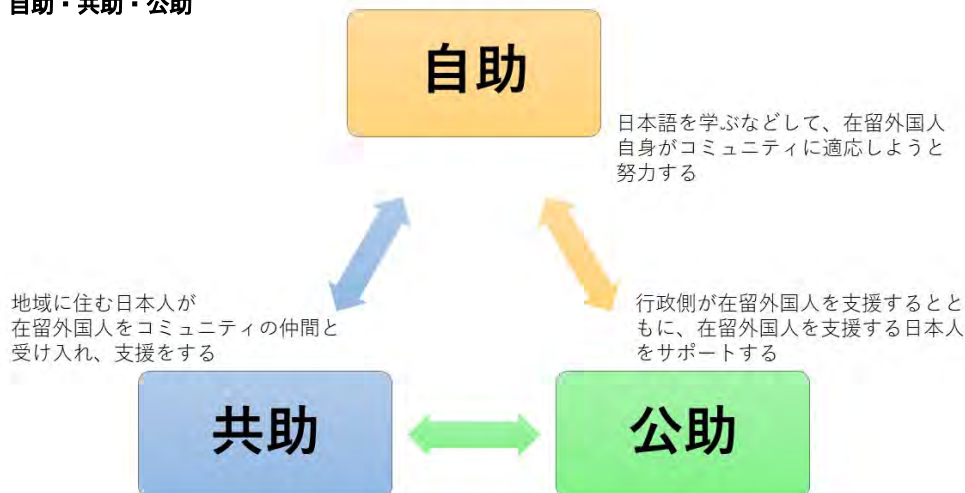 自助・共助・公助
自助
日本語を学ぶなどして、在留外国人
自身がコミュニティに適応しようと
努力する
地域に住む日本人が
在留外国人をコミュニティの仲間と
受け入れ、支援をする
行政側が在留外国人を支援するとと
もに、在留外国人を支援する日本人
をサポートする
共助
公助